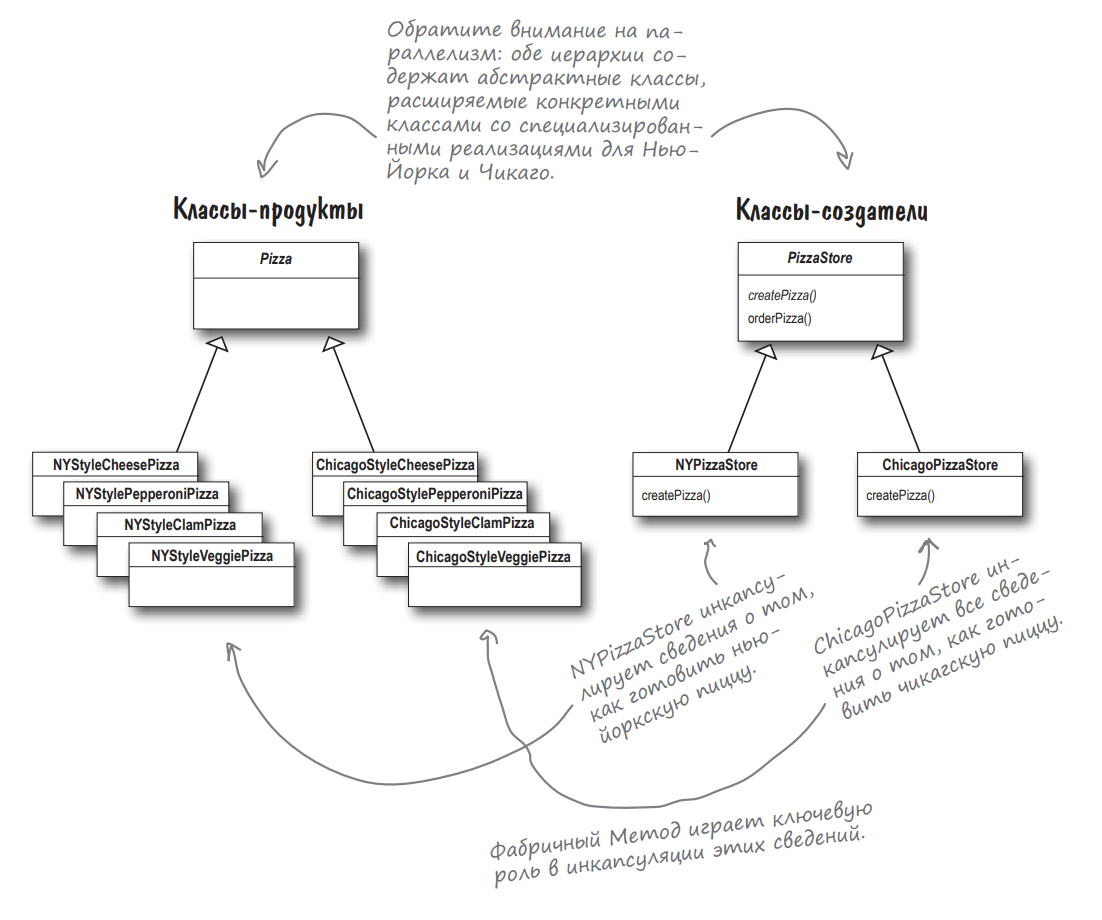 Обратите внимание на па-
раллелизм: обе иерархии со-
держат абстрактные классы,
расширяемые конкретными
классами со специализирован-
ными реализациями для Нью-
Йорка и Чикаго.
Классы-продукты
Классы-создатели
Pizza
PizzaStore
createPizza()
orderPizza()
NYStyleCheesePizza
NYStylePepperoniPizza
NYStyleClamPizza
NYStyleVeggiePizza
ChicagoStyleCheesePizza
ChicagoStylePepperoniPizza
ChicagoStyleClamPizza
ChicagoStyleVeggiePizza
NYPizzaStore
createPizza()
ChicagoPizzaStore
createPizza()
NYPizzaStore инкапсу-
лирует сведения о том,
как готовить нью-
йоркскую пиццу.
ChicagoPizzaStore ин-
капсулирует все сведе-
ния о том, как гото-
вить чикагскую пиццу.
Фабричный Метод играет ключевую
роль в инкапсуляции этих сведений.